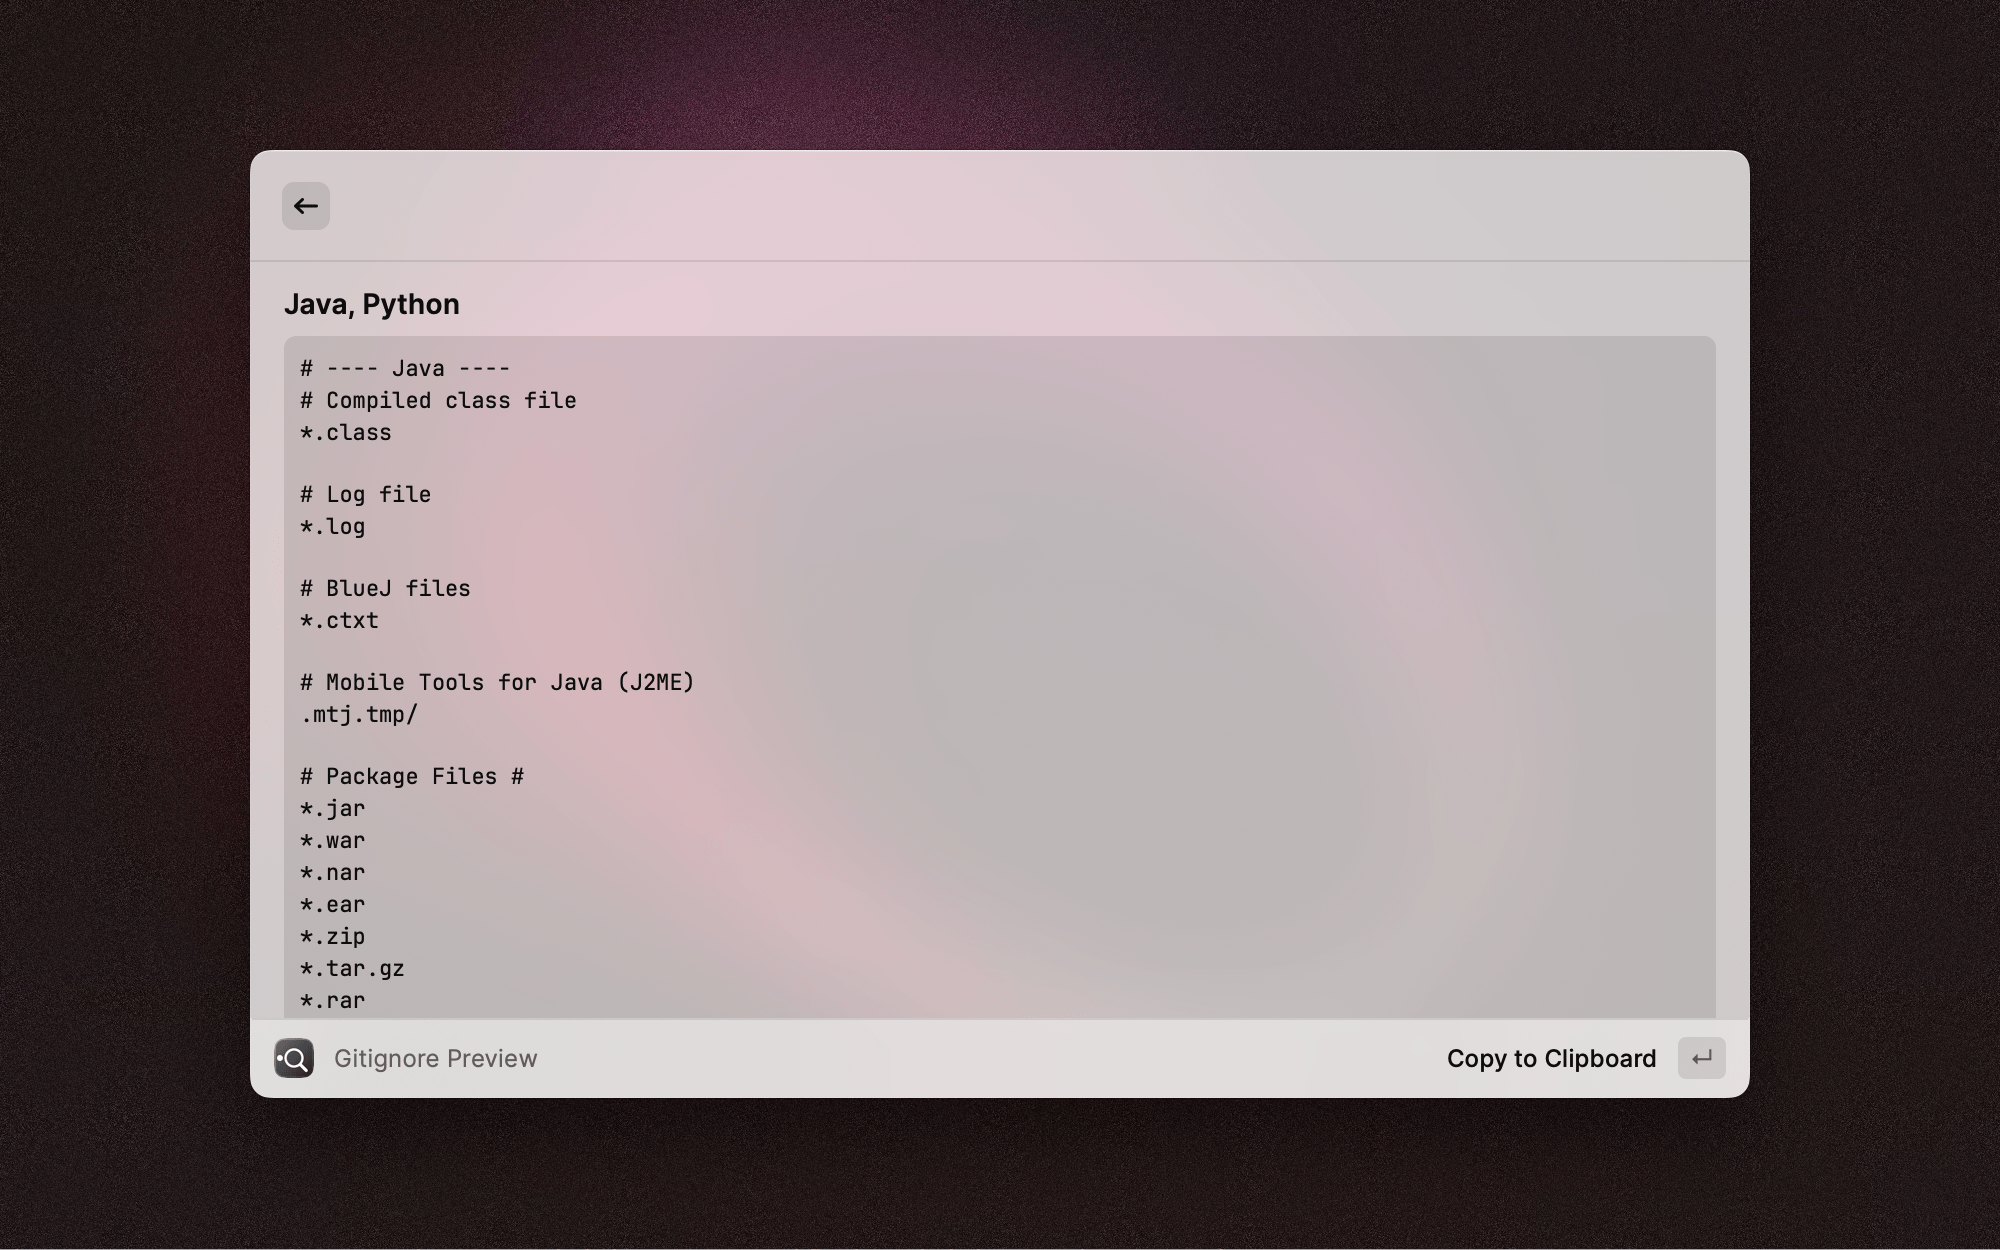 Java, Python
# ---- Java ----
# Compiled class file
*.class
# Log file
*.log
# BlueJ files
*.ctxt
# Mobile Tools for Java (J2ME)
.mtj.tmp/
# Package Files #
*.jar
*.war
*.nar
*.ear
*.zip
*.tar.gz
*.rar
Gitignore Preview
Copy to Clipboard